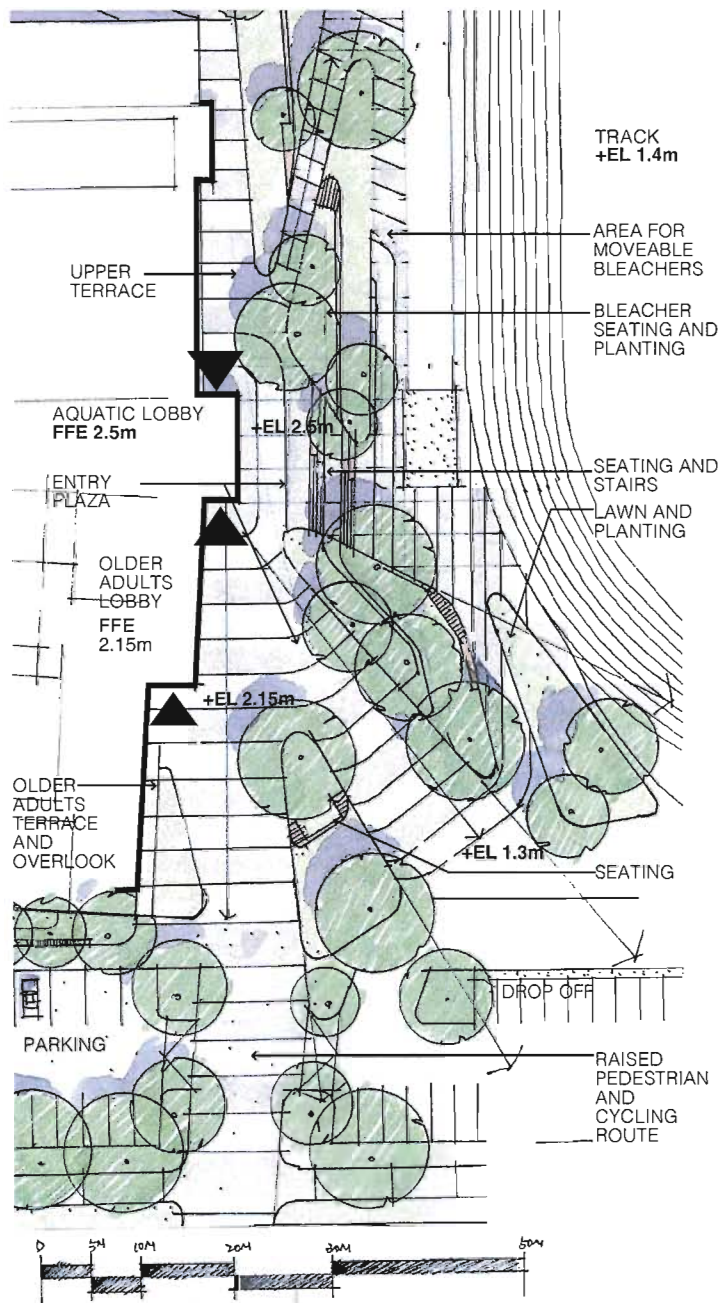 TRACK
+EL 1.4m
AREA FOR
MOVEABLE
BLEACHERS
UPPER
TERRACE
BLEACHER
SEATING AND
PLANTING
AQUATIC LOBBY
FFE 2.5m
+EL 2.5m
ENTRY
PLAZA
SEATING AND
STAIRS
LAWN AND
PLANTING
OLDER
ADULTS
LOBBY
FFE
2.15m
+EL 2.15m
OLDER
ADULTS
TERRACE
AND
OVERLOOK
+EL 1.3m
SEATING
DROP OFF
PARKING
RAISED
PEDESTRIAN
AND
CYCLING
ROUTE
0 5M 10M 20M 30M 50M